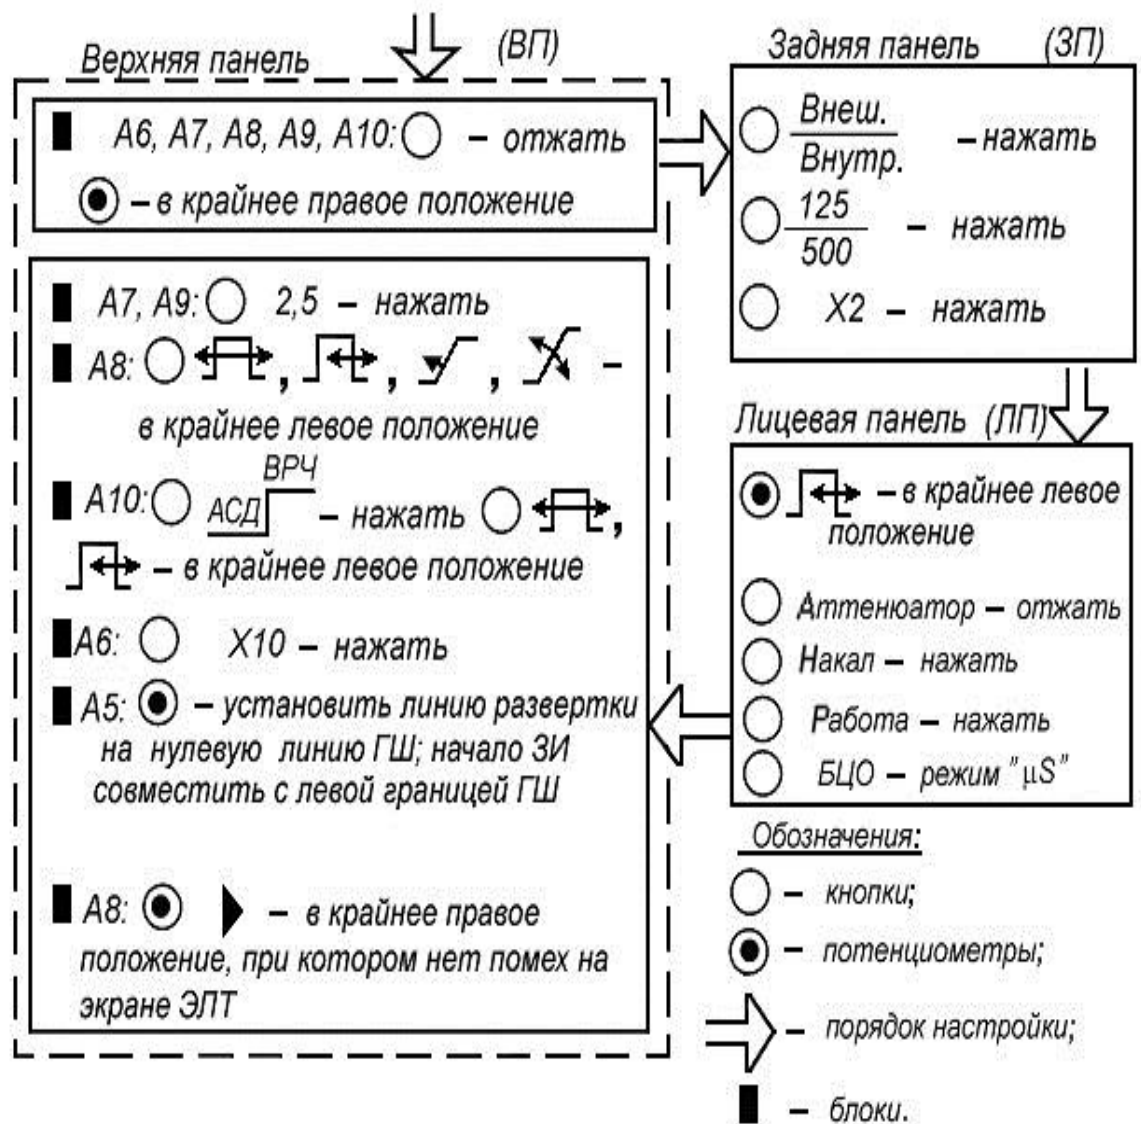 Верхняя панель (ВП)
А6, А7, А8, А9, А10: – отжать
– в крайнее правое положение
А7, А9: 2,5 – нажать
А8: , , , –
в крайнее левое положение
ВРЧ
А10: АСД – нажать ,
– в крайнее левое положение
А6: Х10 – нажать
А5: – установить линию развертки
на нулевую линию ГШ; начало ЗИ
совместить с левой границей ГШ
А8: – в крайнее правое
положение, при котором нет помех на
экране ЭЛТ
Задняя панель (ЗП)
Внеш.
– нажать
Внутр.
125
– нажать
500
Х2 – нажать
Лицевая панель (ЛП)
– в крайнее левое
положение
Аттенюатор – отжать
Накал – нажать
Работа – нажать
БЦО – режим "μS"
Обозначения:
– кнопки;
– потенциометры;
– порядок настройки;
– блоки.